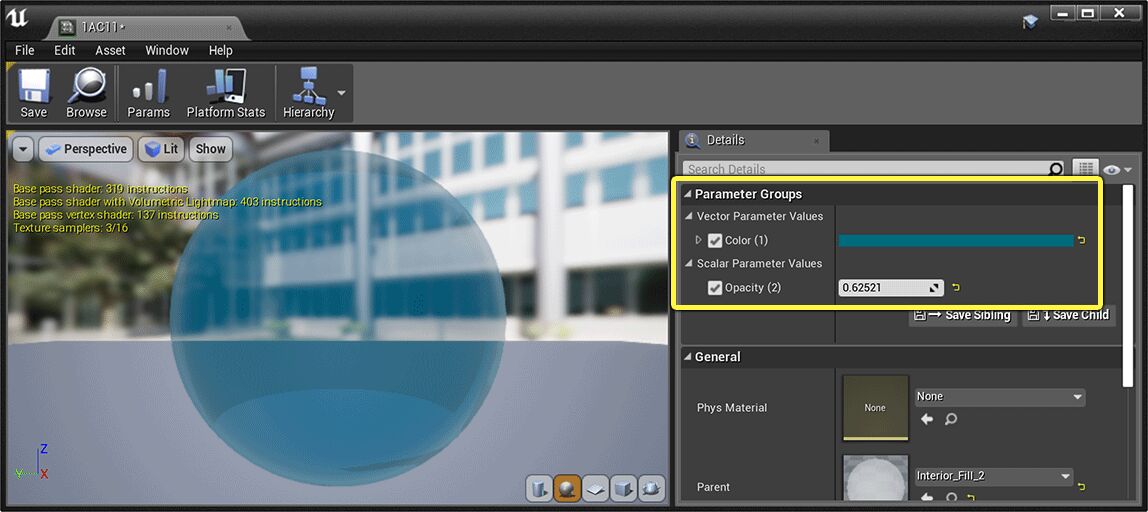 1AC11*
File Edit Asset Window Help
Save Browse Params Platform Stats Hierarchy
Perspective Lit Show
Base pass shader: 319 instructions
Base pass shader with Volumetric Lightmap: 403 instructions
Base pass vertex shader: 137 instructions
Texture samplers: 3/16
Z
Y X
Details
Search Details
Parameter Groups
Vector Parameter Values
Color (1)
Scalar Parameter Values
Opacity (2) 0.62521
Save Sibling Save Child
General
Phys Material None None
Parent Interior_Fill_2